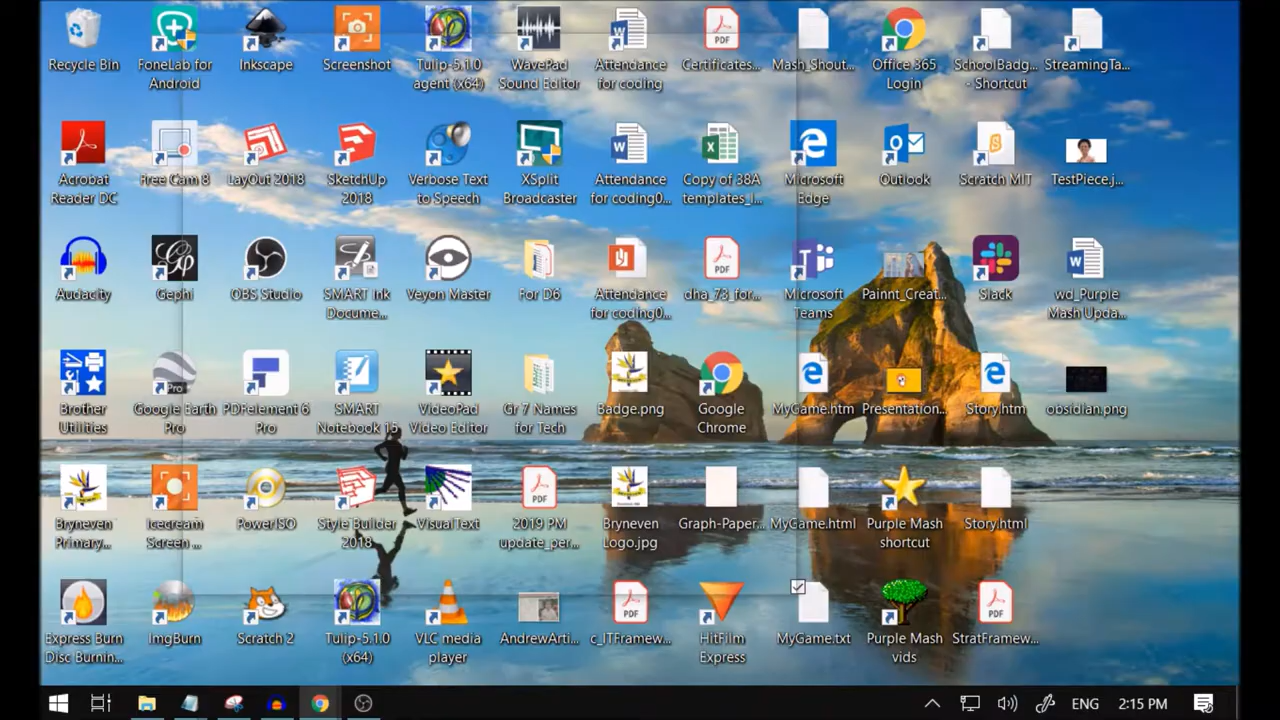 Recycle Bin
FoneLab for
Android
Inkscape
Screenshot
Tulip-5.1.0
agent (x64)
WavePad
Sound Editor
Attendance
for coding
Certificates...
Mash_Shout...
Office 365
Login
SchoolBadg...
- Shortcut
StreamingTa...
Acrobat
Reader DC
Free Cam 8
LayOut 2018
SketchUp
2018
Verbose Text
to Speech
XSplit
Broadcaster
Attendance
for coding0...
Copy of 38A
templates_l...
Microsoft
Edge
Outlook
Scratch MIT
TestPiece.j...
Audacity
Gephi
OBS Studio
SMART Ink
Docume...
Veyon Master
For D6
Attendance
for coding0...
dha_73_for...
Microsoft
Teams
Painnt_Creat...
Slack
wd_Purple
Mash Upda...
Brother
Utilities
Google Earth
Pro
PDFelement 6
Pro
SMART
Notebook 15
VideoPad
Video Editor
Gr 7 Names
for Tech
Badge.png
Google
Chrome
MyGame.htm
Presentation...
Story.htm
obsidian.png
Bryneven
Primary...
Icecream
Screen ...
PowerISO
Style Builder
2018
VisualText
2019 PM
update_per...
Bryneven
Logo.jpg
Graph-Paper...
MyGame.html
Purple Mash
shortcut
Story.html
Express Burn
Disc Burnin...
ImgBurn
Scratch 2
Tulip-5.1.0
(x64)
VLC media
player
AndrewArti...
c_ITFramew...
HitFilm
Express
MyGame.txt
Purple Mash
vids
StratFramew...
ENG
2:15 PM